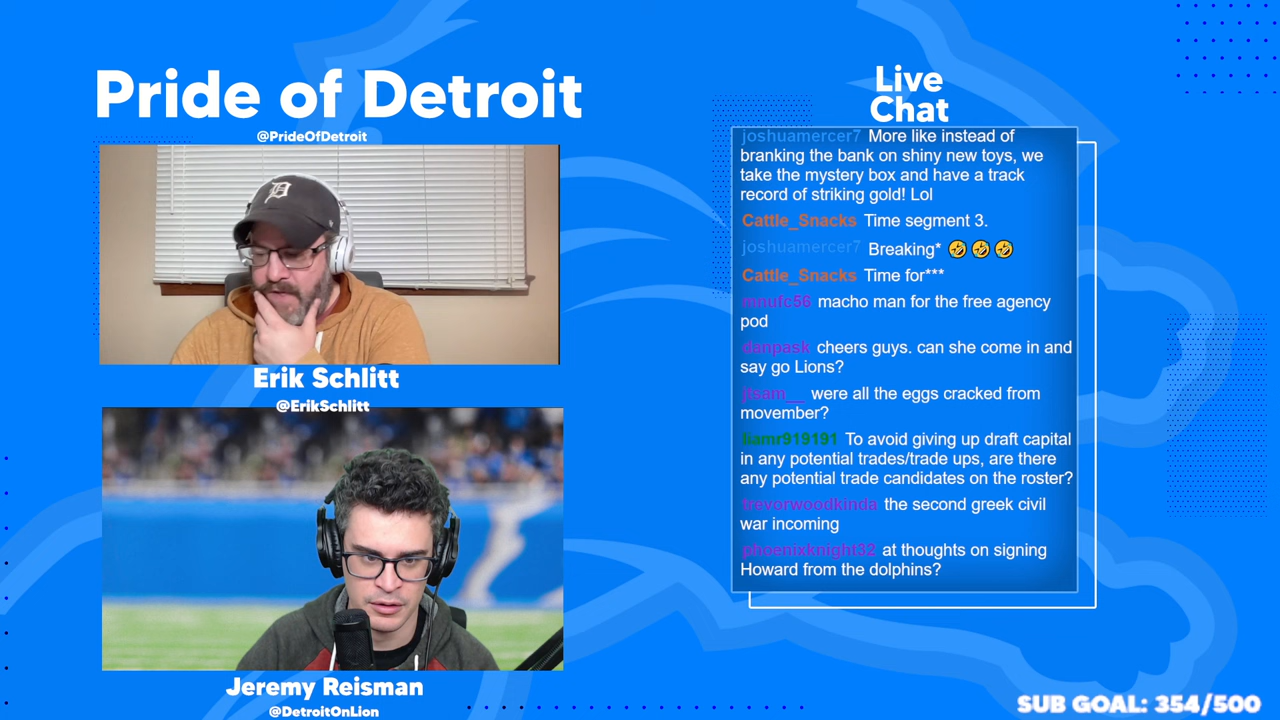 Pride of Detroit
@PrideOfDetroit
Erik Schlitt
@ErikSchlitt
Jeremy Reisman
@DetroitOnLion
Live
Chat
joshuamercer7 More like instead of
branking the bank on shiny new toys, we
take the mystery box and have a track
record of striking gold! Lol
Cattle_Snacks Time segment 3.
joshuamercer7 Breaking* 🤣🤣🤣
Cattle_Snacks Time for***
mnufc56 macho man for the free agency
pod
danpask cheers guys. can she come in and
say go Lions?
jtsam__ were all the eggs cracked from
movember?
liamr919191 To avoid giving up draft capital
in any potential trades/trade ups, are there
any potential trade candidates on the roster?
trevorwoodkinda the second greek civil
war incoming
phoenixknight32 at thoughts on signing
Howard from the dolphins?
SUB GOAL: 354/500